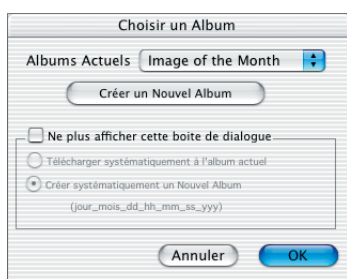 Choisir un Album
Albums Actuels Image of the Month
Créer un Nouvel Album
Ne plus afficher cette boite de dialogue
Télécharger systématiquement à l'album actuel
Créer systématiquement un Nouvel Album
(jour_mois_dd_hh_mm_ss_yyy)
Annuler OK